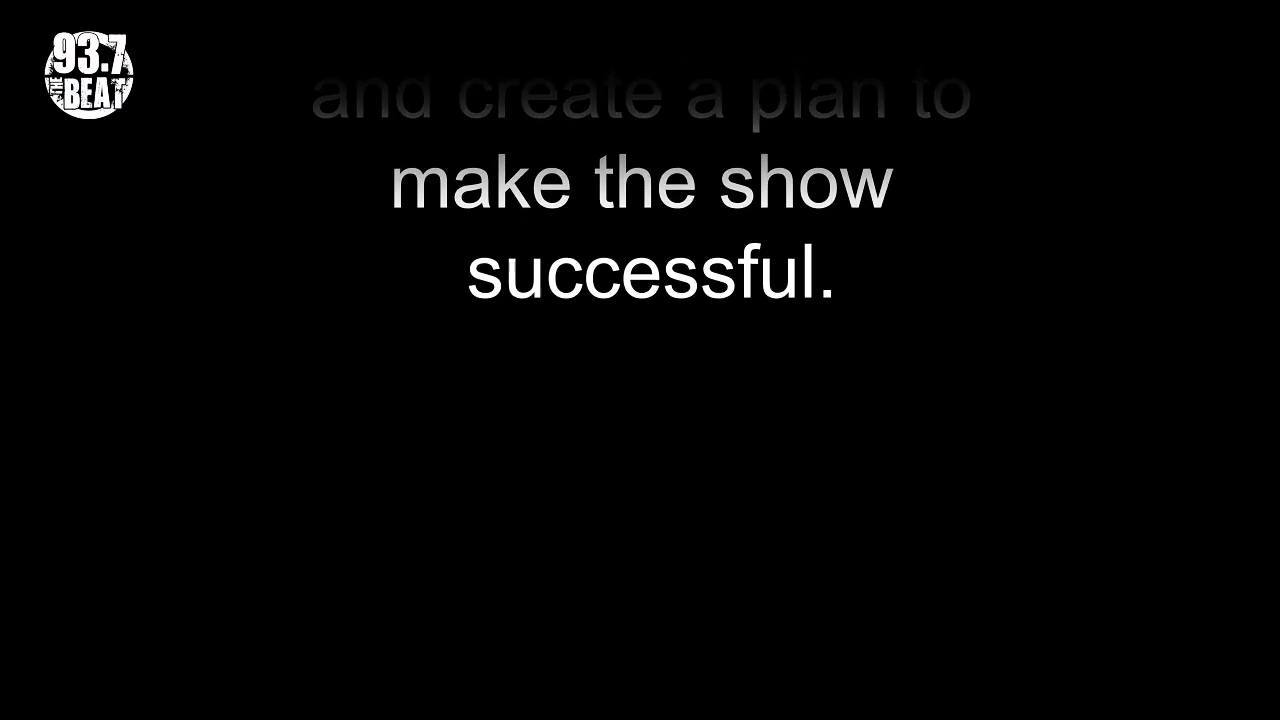 93.7
THE
BEAT
and create a plan to
make the show
successful.